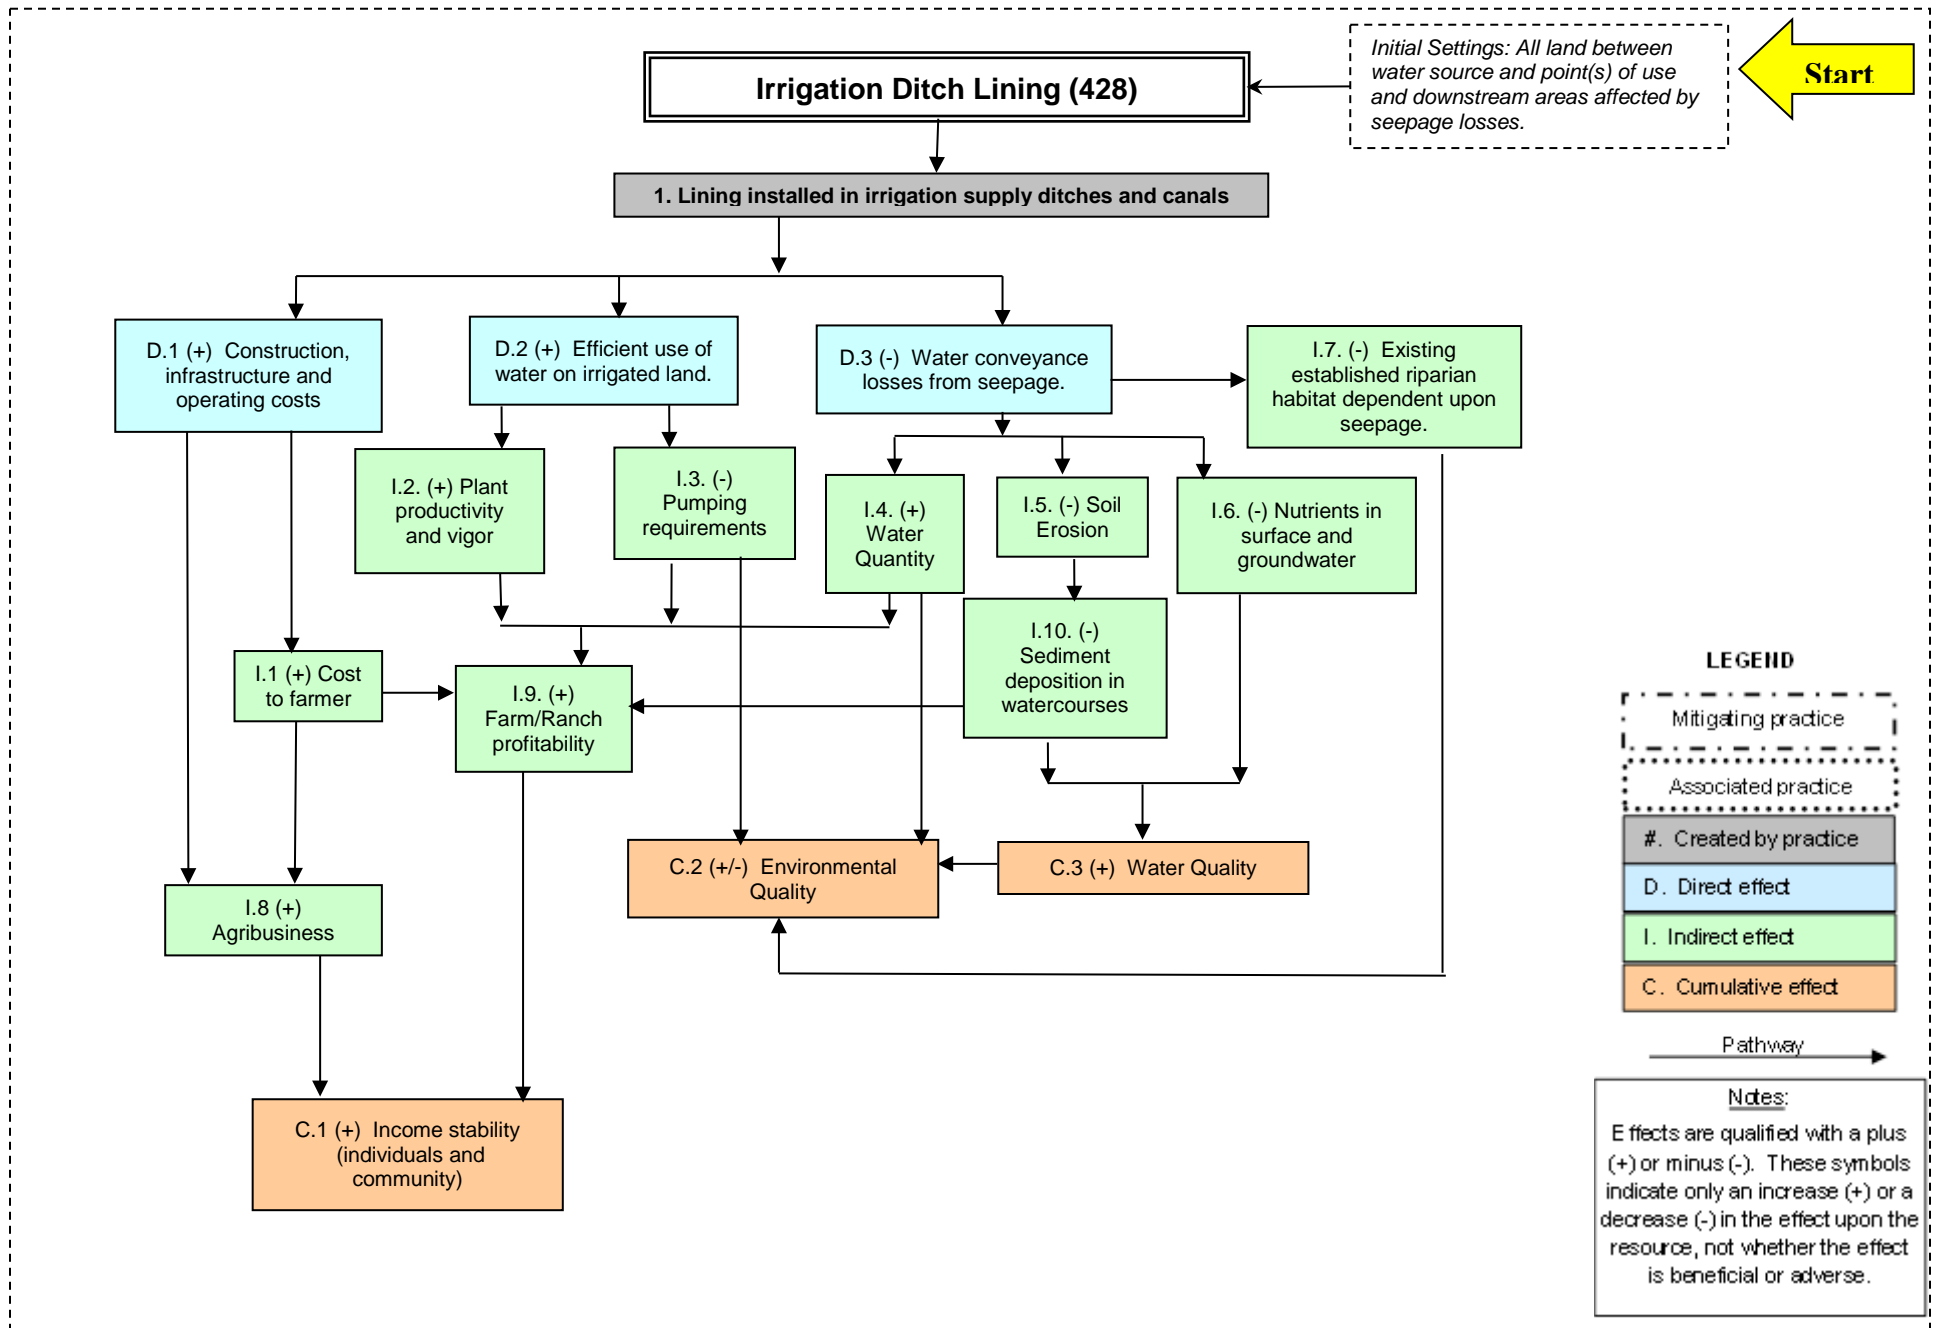 Initial Settings: All land between
water source and point(s) of use
and downstream areas affected by
seepage losses.
Start
Irrigation Ditch Lining (428)
1. Lining installed in irrigation supply ditches and canals
D.1 (+) Construction,
infrastructure and
operating costs
D.2 (+) Efficient use of
water on irrigated land.
D.3 (-) Water conveyance
losses from seepage.
I.7. (-) Existing
established riparian
habitat dependent upon
seepage.
I.2. (+) Plant
productivity
and vigor
I.3. (-)
Pumping
requirements
I.4. (+)
Water
Quantity
I.5. (-) Soil
Erosion
I.6. (-) Nutrients in
surface and
groundwater
I.1 (+) Cost
to farmer
I.9. (+)
Farm/Ranch
profitability
I.10. (-)
Sediment
deposition in
watercourses
C.2 (+/-) Environmental
Quality
C.3 (+) Water Quality
I.8 (+)
Agribusiness
C.1 (+) Income stability
(individuals and
community)
LEGEND
Mitigating practice
Associated practice
#. Created by practice
D. Direct effect
I. Indirect effect
C. Cumulative effect
Pathway
Notes:
Effects are qualified with a plus
(+) or minus (-). These symbols
indicate only an increase (+) or a
decrease (-) in the effect upon the
resource, not whether the effect
is beneficial or adverse.